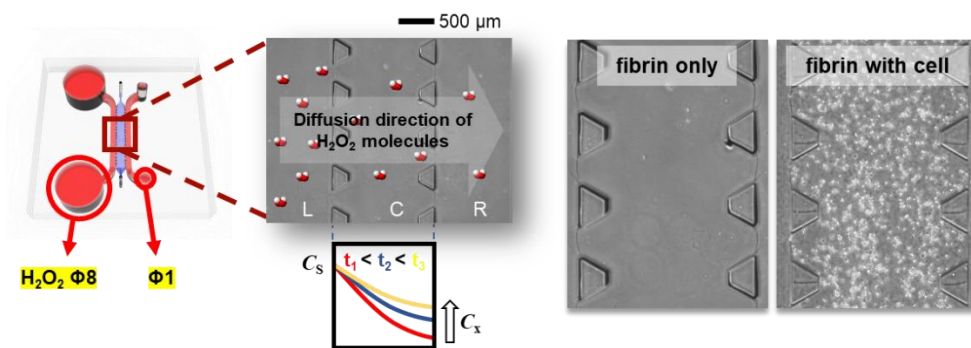 500 μm
Diffusion direction of
H₂O₂ molecules
L C R
H₂O₂ Φ8
Φ1
Cₛ
t₁ < t₂ < t₃
Cₓ
fibrin only
fibrin with cell